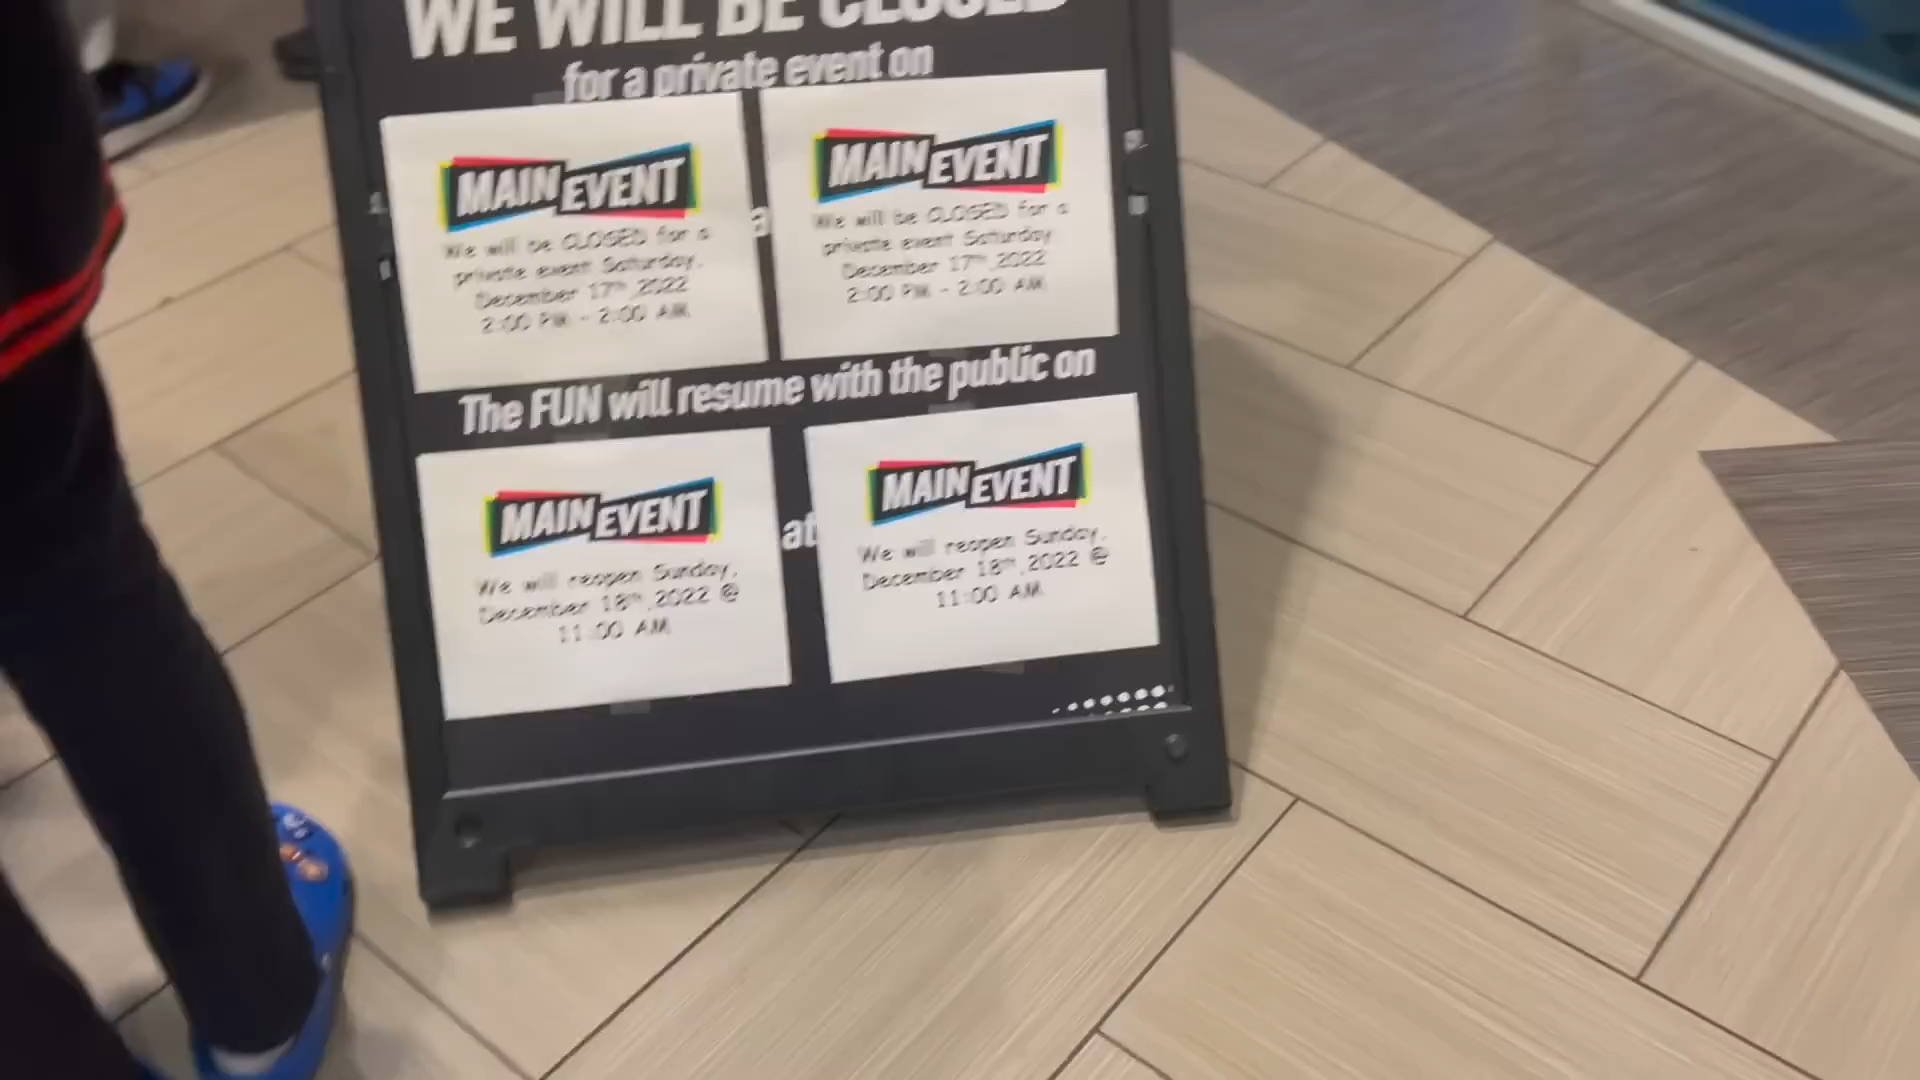 WE WILL BE CLOSED
for a private event on
MAIN EVENT
We will be CLOSED for a
private event Saturday,
December 17th, 2022
2:00 PM - 2:00 AM
a
MAIN EVENT
We will be CLOSED for a
private event Saturday
December 17th, 2022
2:00 PM - 2:00 AM
The FUN will resume with the public on
MAIN EVENT
We will reopen Sunday,
December 18th, 2022 @
11:00 AM
at
MAIN EVENT
We will reopen Sunday,
December 18th, 2022 @
11:00 AM